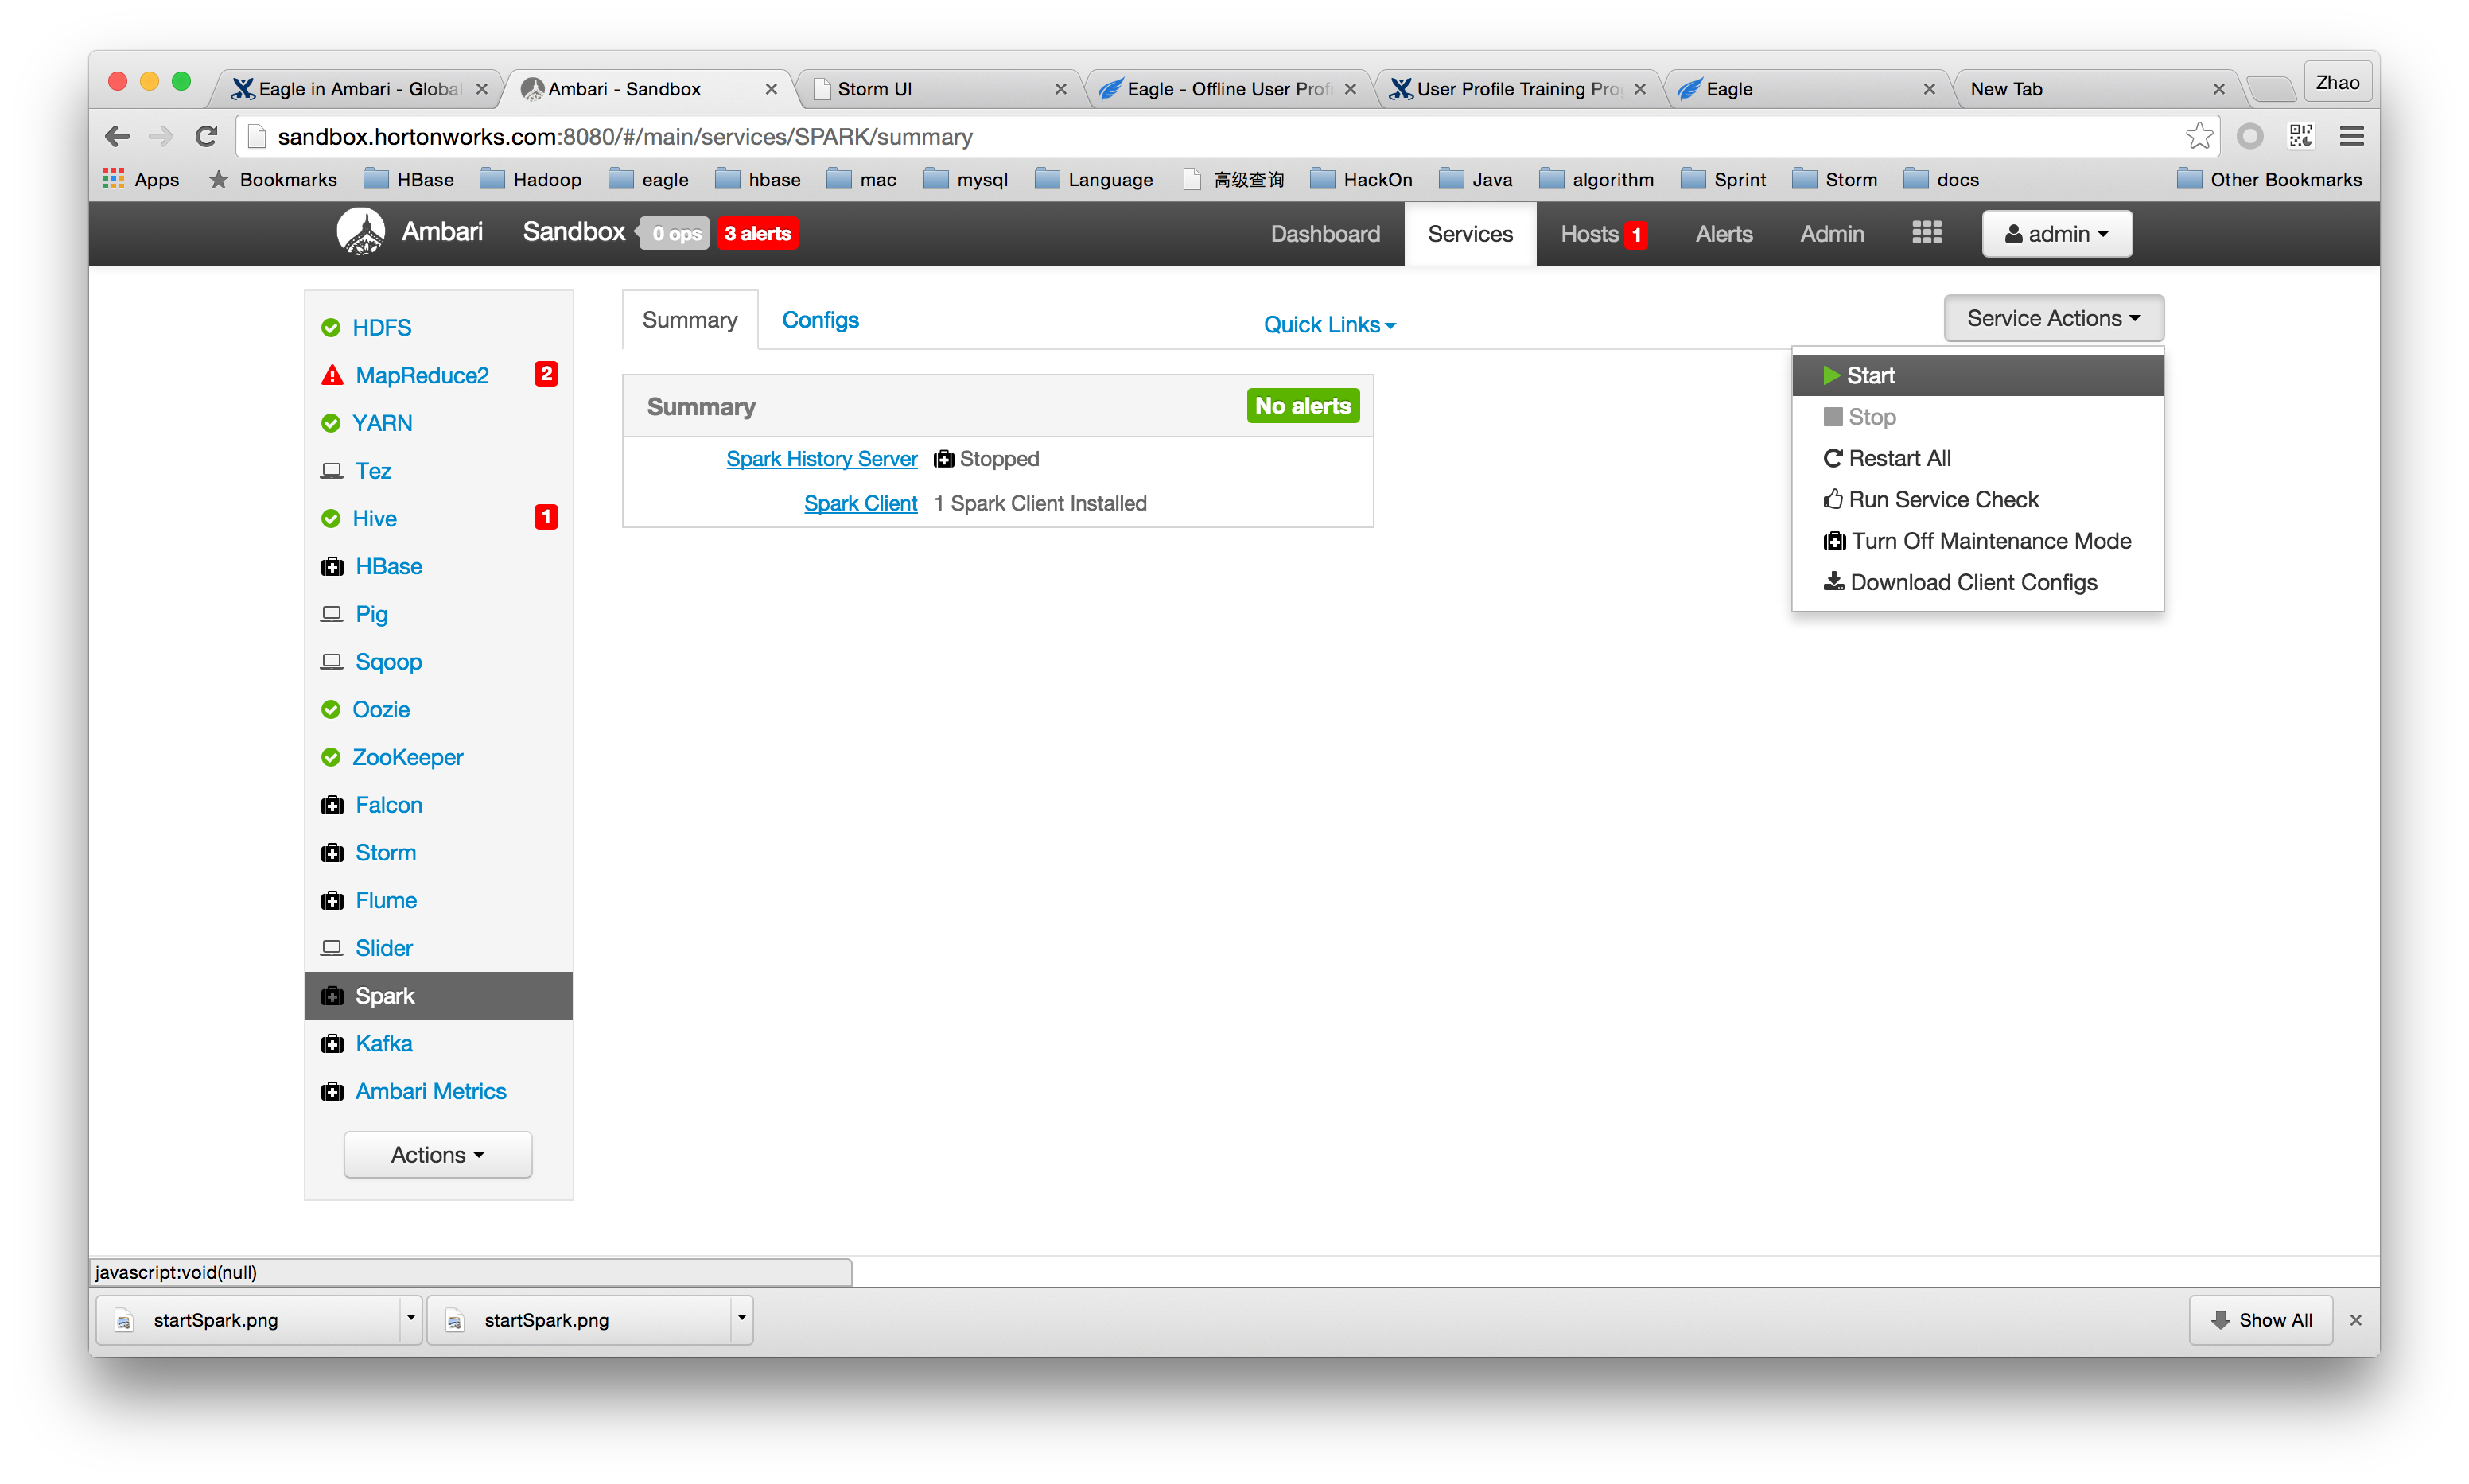 Eagle in Ambari - Global
Ambari - Sandbox
Storm UI
Eagle - Offline User Profi
User Profile Training Pro
Eagle
New Tab
Zhao
sandbox.hortonworks.com:8080/#/main/services/SPARK/summary
Apps
Bookmarks
HBase
Hadoop
eagle
hbase
mac
mysql
Language
高级查询
HackOn
Java
algorithm
Sprint
Storm
docs
Other Bookmarks
Ambari
Sandbox
0 ops
3 alerts
Dashboard
Services
Hosts 1
Alerts
Admin
admin
HDFS
MapReduce2 2
YARN
Tez
Hive 1
HBase
Pig
Sqoop
Oozie
ZooKeeper
Falcon
Storm
Flume
Slider
Spark
Kafka
Ambari Metrics
Actions
Summary
Configs
Quick Links
Service Actions
Summary
No alerts
Spark History Server Stopped
Spark Client 1 Spark Client Installed
Start
Stop
Restart All
Run Service Check
Turn Off Maintenance Mode
Download Client Configs
javascript:void(null)
startSpark.png
startSpark.png
Show All